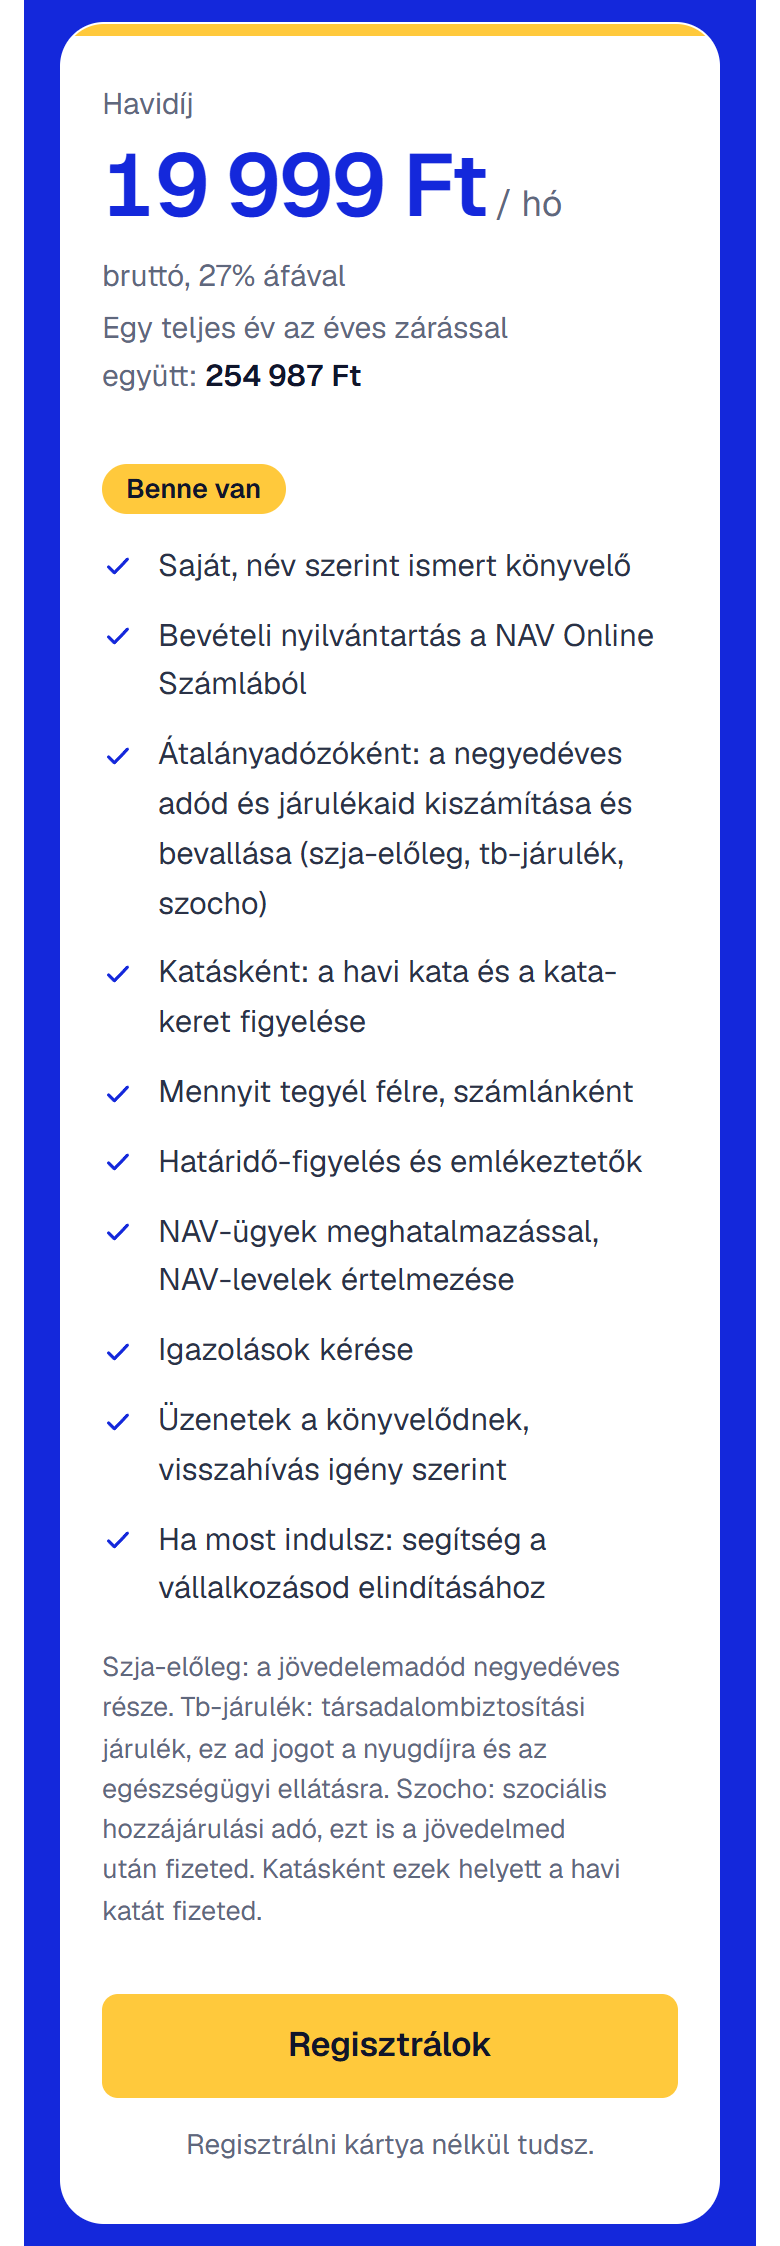 Havidíj
19 999 Ft / hó
bruttó, 27% áfával
Egy teljes év az éves zárással
együtt: 254 987 Ft
Benne van
Saját, név szerint ismert könyvelő
Bevételi nyilvántartás a NAV Online
Számlából
Átalányadózóként: a negyedéves
adód és járulékaid kiszámítása és
bevallása (szja-előleg, tb-járulék,
szocho)
Katásként: a havi kata és a kata-
keret figyelése
Mennyit tegyél félre, számlánként
Határidő-figyelés és emlékeztetők
NAV-ügyek meghatalmazással,
NAV-levelek értelmezése
Igazolások kérése
Üzenetek a könyvelődnek,
visszahívás igény szerint
Ha most indulsz: segítség a
vállalkozásod elindításához
Szja-előleg: a jövedelemadód negyedéves
része. Tb-járulék: társadalombiztosítási
járulék, ez ad jogot a nyugdíjra és az
egészségügyi ellátásra. Szocho: szociális
hozzájárulási adó, ezt is a jövedelmed
után fizeted. Katásként ezek helyett a havi
katát fizeted.
Regisztrálok
Regisztrálni kártya nélkül tudsz.